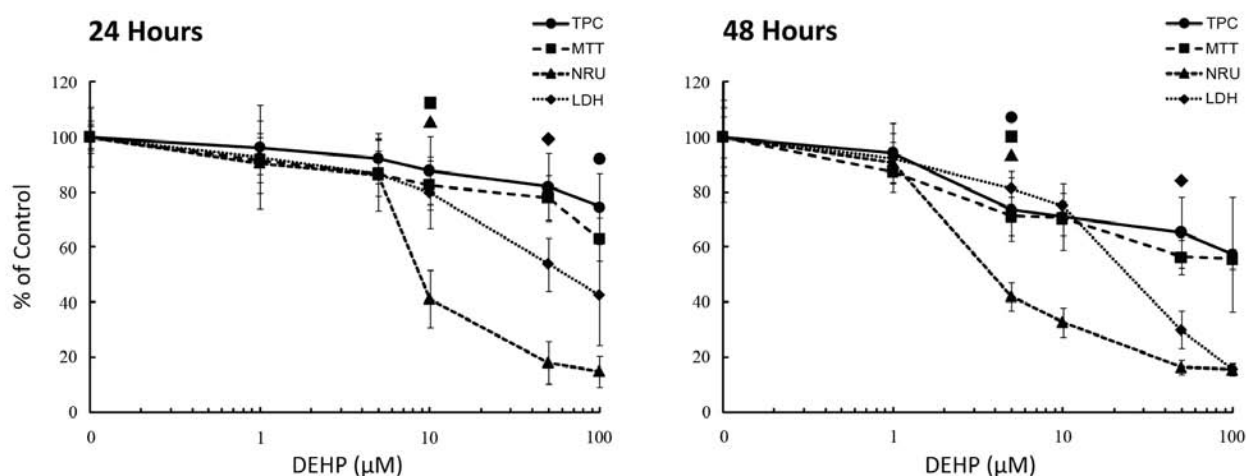 24 Hours
TPC
MTT
NRU
LDH
120
100
80
60
40
20
0
% of Control
0 1 10 100
DEHP (µM)
48 Hours
TPC
MTT
NRU
LDH
120
100
80
60
40
20
0
0 1 10 100
DEHP (µM)